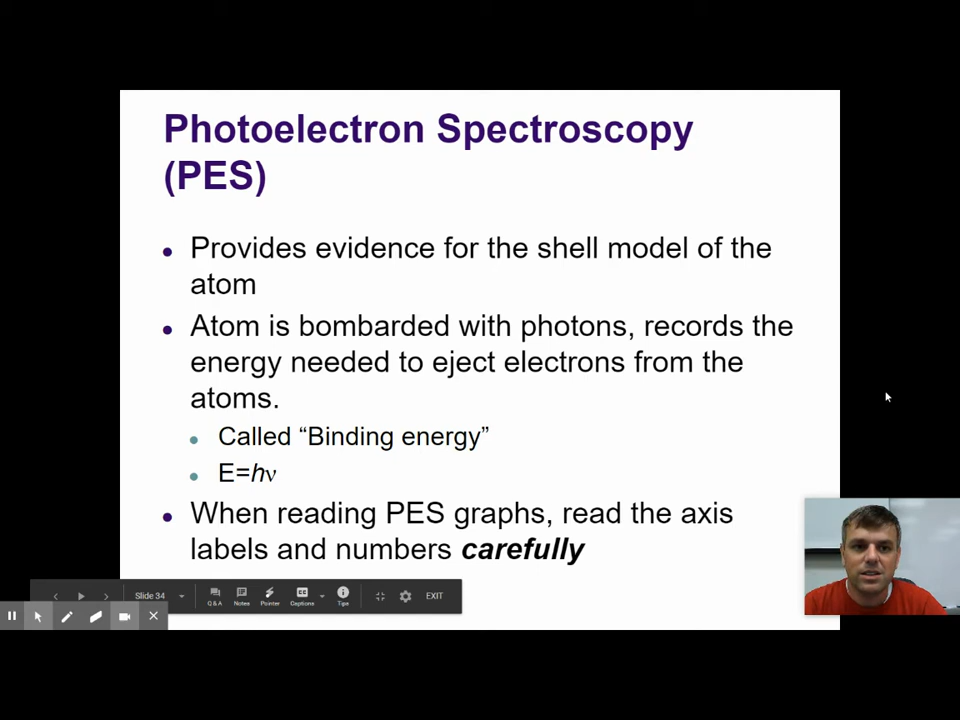 Photoelectron Spectroscopy
(PES)
Provides evidence for the shell model of the
atom
Atom is bombarded with photons, records the
energy needed to eject electrons from the
atoms.
Called “Binding energy”
E=hν
When reading PES graphs, read the axis
labels and numbers carefully
Slide 34
Q & A
Notes
Pointer
Captions
Tips
EXIT